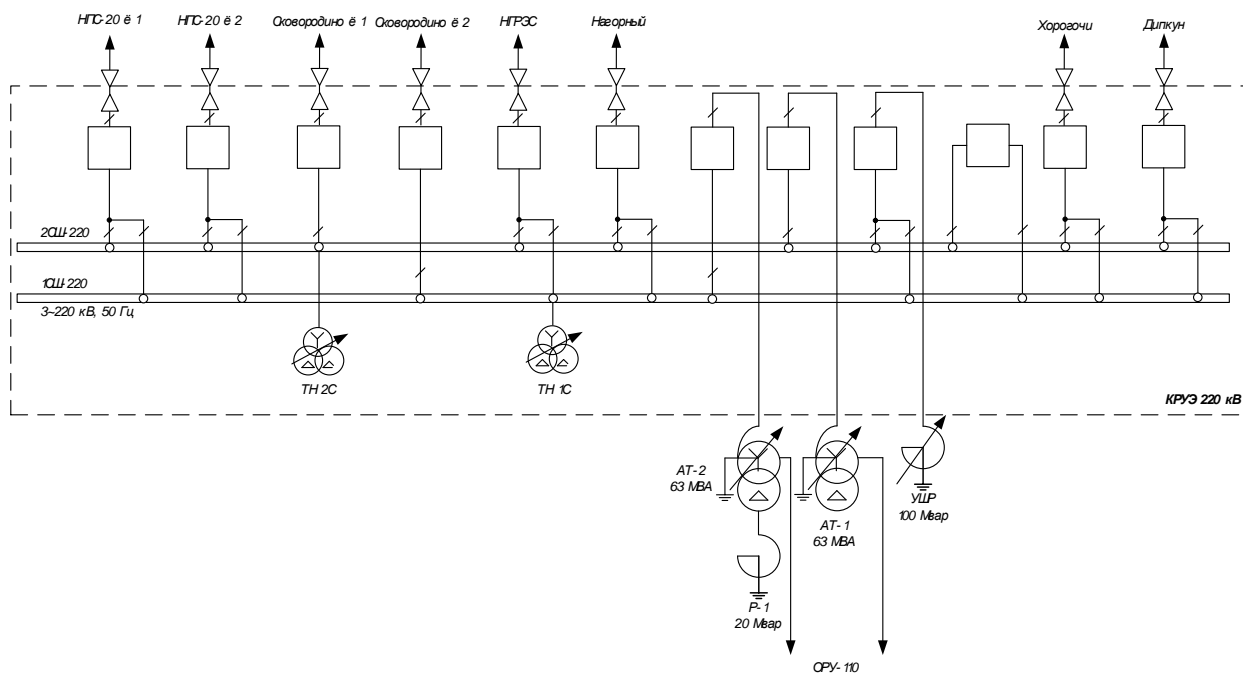 НПС-20 ё 1
НПС-20 ё 2
Сковородино ё 1
Сковородино ё 2
НГРЭС
Нагорный
Хорогочи
Дипкун
2СШ-220
1СШ-220
3~220 кВ, 50 Гц
ТН 2С
ТН 1С
КРУЭ 220 кВ
АТ-2
63 МВА
АТ-1
63 МВА
УШР
100 Мвар
Р-1
20 Мвар
ОРУ-110